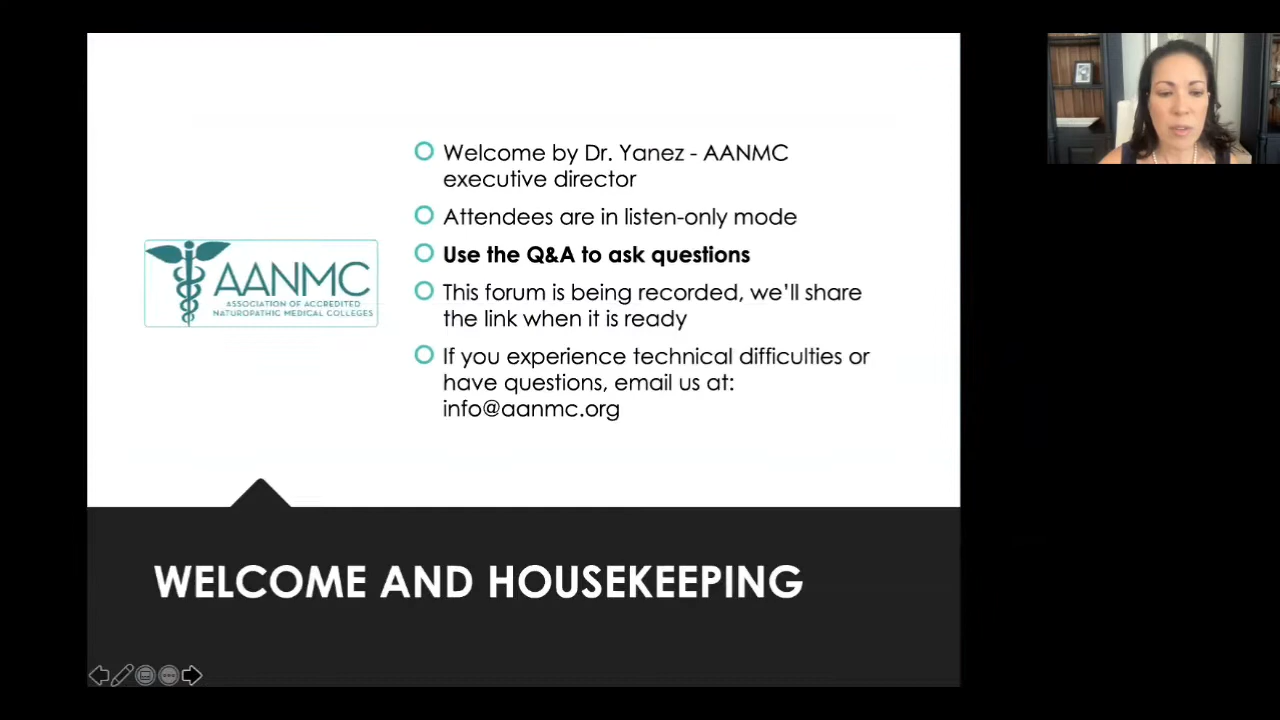 Welcome by Dr. Yanez - AANMC
executive director
Attendees are in listen-only mode
Use the Q&A to ask questions
This forum is being recorded, we'll share
the link when it is ready
If you experience technical difficulties or
have questions, email us at:
info@aanmc.org
AANMC
ASSOCIATION OF ACCREDITED
NATUROPATHIC MEDICAL COLLEGES
WELCOME AND HOUSEKEEPING